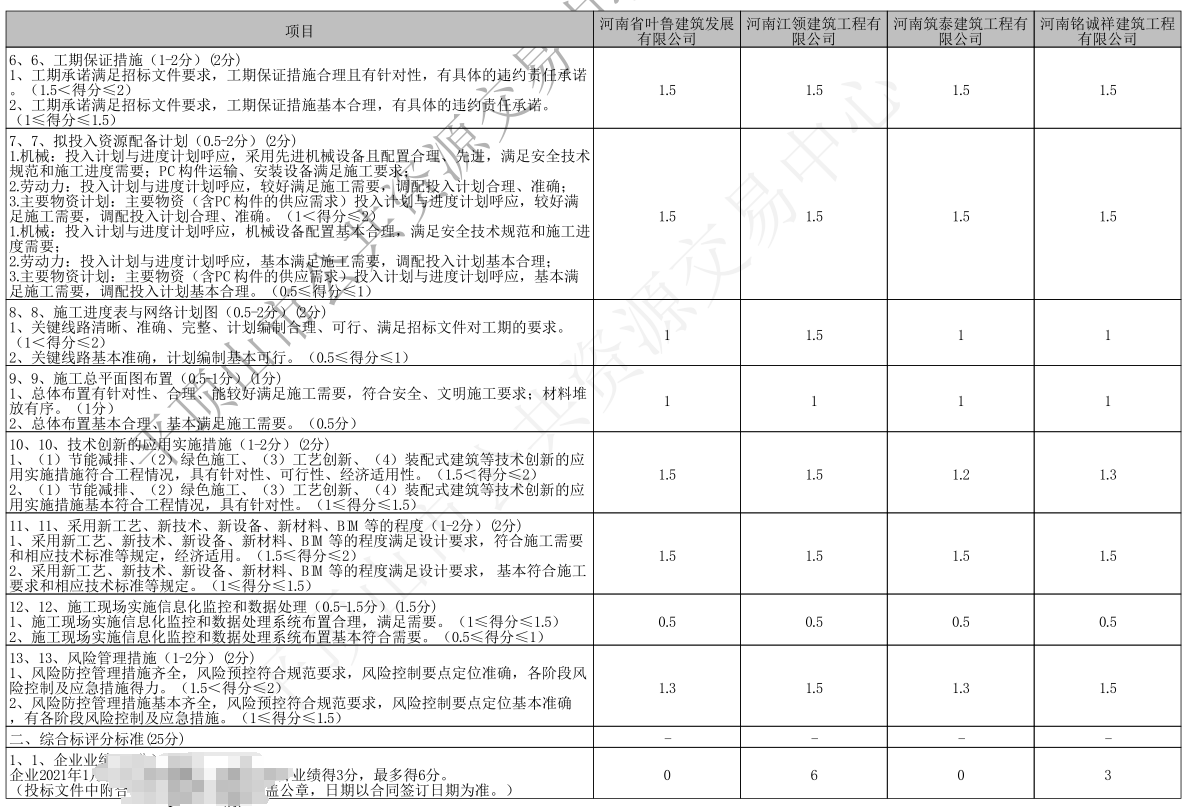 项目
河南省叶鲁建筑发展
有限公司
河南江领建筑工程有
限公司
河南筑泰建筑工程有
限公司
河南铭诚祥建筑工程
有限公司
6、6、工期保证措施（1-2分）(2分)
1、工期承诺满足招标文件要求，工期保证措施合理且有针对性，有具体的违约责任承诺
。（1.5＜得分≤2）
2、工期承诺满足招标文件要求，工期保证措施基本合理，有具体的违约责任承诺。
（1≤得分≤1.5）
1.5
1.5
1.5
1.5
7、7、拟投入资源配备计划（0.5-2分）(2分)
1.机械：投入计划与进度计划呼应，采用先进机械设备且配置合理、先进，满足安全技术
规范和施工进度需要；PC 构件运输、安装设备满足施工要求；
2.劳动力：投入计划与进度计划呼应，较好满足施工需要，调配投入计划合理、准确；
3.主要物资计划：主要物资（含PC 构件的供应需求）投入计划与进度计划呼应，较好满
足施工需要，调配投入计划合理、准确。（1＜得分≤2）
1.机械：投入计划与进度计划呼应，机械设备配置基本合理，满足安全技术规范和施工进
度需要；
2.劳动力：投入计划与进度计划呼应，基本满足施工需要，调配投入计划基本合理；
3.主要物资计划：主要物资（含PC 构件的供应需求）投入计划与进度计划呼应，基本满
足施工需要，调配投入计划基本合理。（0.5≤得分≤1）
1.5
1.5
1.5
1.5
8、8、施工进度表与网络计划图（0.5-2分）(2分)
1、关键线路清晰、准确、完整、计划编制合理、可行、满足招标文件对工期的要求。
（1＜得分≤2）
2、关键线路基本准确，计划编制基本可行。（0.5≤得分≤1）
1
1.5
1
1
9、9、施工总平面图布置（0.5-1分）(1分)
1、总体布置有针对性、合理、能较好满足施工需要，符合安全、文明施工要求；材料堆
放有序。（1分）
2、总体布置基本合理、基本满足施工需要。（0.5分）
1
1
1
1
10、10、技术创新的应用实施措施（1-2分）(2分)
1、（1）节能减排、（2）绿色施工、（3）工艺创新、（4）装配式建筑等技术创新的应
用实施措施符合工程情况，具有针对性、可行性、经济适用性。（1.5＜得分≤2）
2、（1）节能减排、（2）绿色施工、（3）工艺创新、（4）装配式建筑等技术创新的应
用实施措施基本符合工程情况，具有针对性。（1≤得分≤1.5）
1.5
1.5
1.2
1.3
11、11、采用新工艺、新技术、新设备、新材料、BIM 等的程度（1-2分）(2分)
1、采用新工艺、新技术、新设备、新材料、BIM 等的程度满足设计要求，符合施工需要
和相应技术标准等规定，经济适用。（1.5≤得分≤2）
2、采用新工艺、新技术、新设备、新材料、BIM 等的程度满足设计要求， 基本符合施工
要求和相应技术标准等规定。（1≤得分≤1.5）
1.5
1.5
1.5
1.5
12、12、施工现场实施信息化监控和数据处理（0.5-1.5分）(1.5分)
1、施工现场实施信息化监控和数据处理系统布置合理，满足需要。（1≤得分≤1.5）
2、施工现场实施信息化监控和数据处理系统布置基本符合需要。（0.5≤得分≤1）
0.5
0.5
0.5
0.5
13、13、风险管理措施（1-2分）(2分)
1、风险防控管理措施齐全，风险预控符合规范要求，风险控制要点定位准确，各阶段风
险控制及应急措施得力。（1.5＜得分≤2）
2、风险防控管理措施基本齐全，风险预控符合规范要求，风险控制要点定位基本准确
，有各阶段风险控制及应急措施。（1≤得分≤1.5）
1.3
1.5
1.3
1.5
二、综合标评分标准(25分)
－
－
－
－
1、1、企业业绩
企业2021年1月 业绩得3分，最多得6分。
（投标文件中附合 盖公章，日期以合同签订日期为准。）
0
6
0
3
平顶山市公共资源交易中心
平顶山市公共资源交易中心